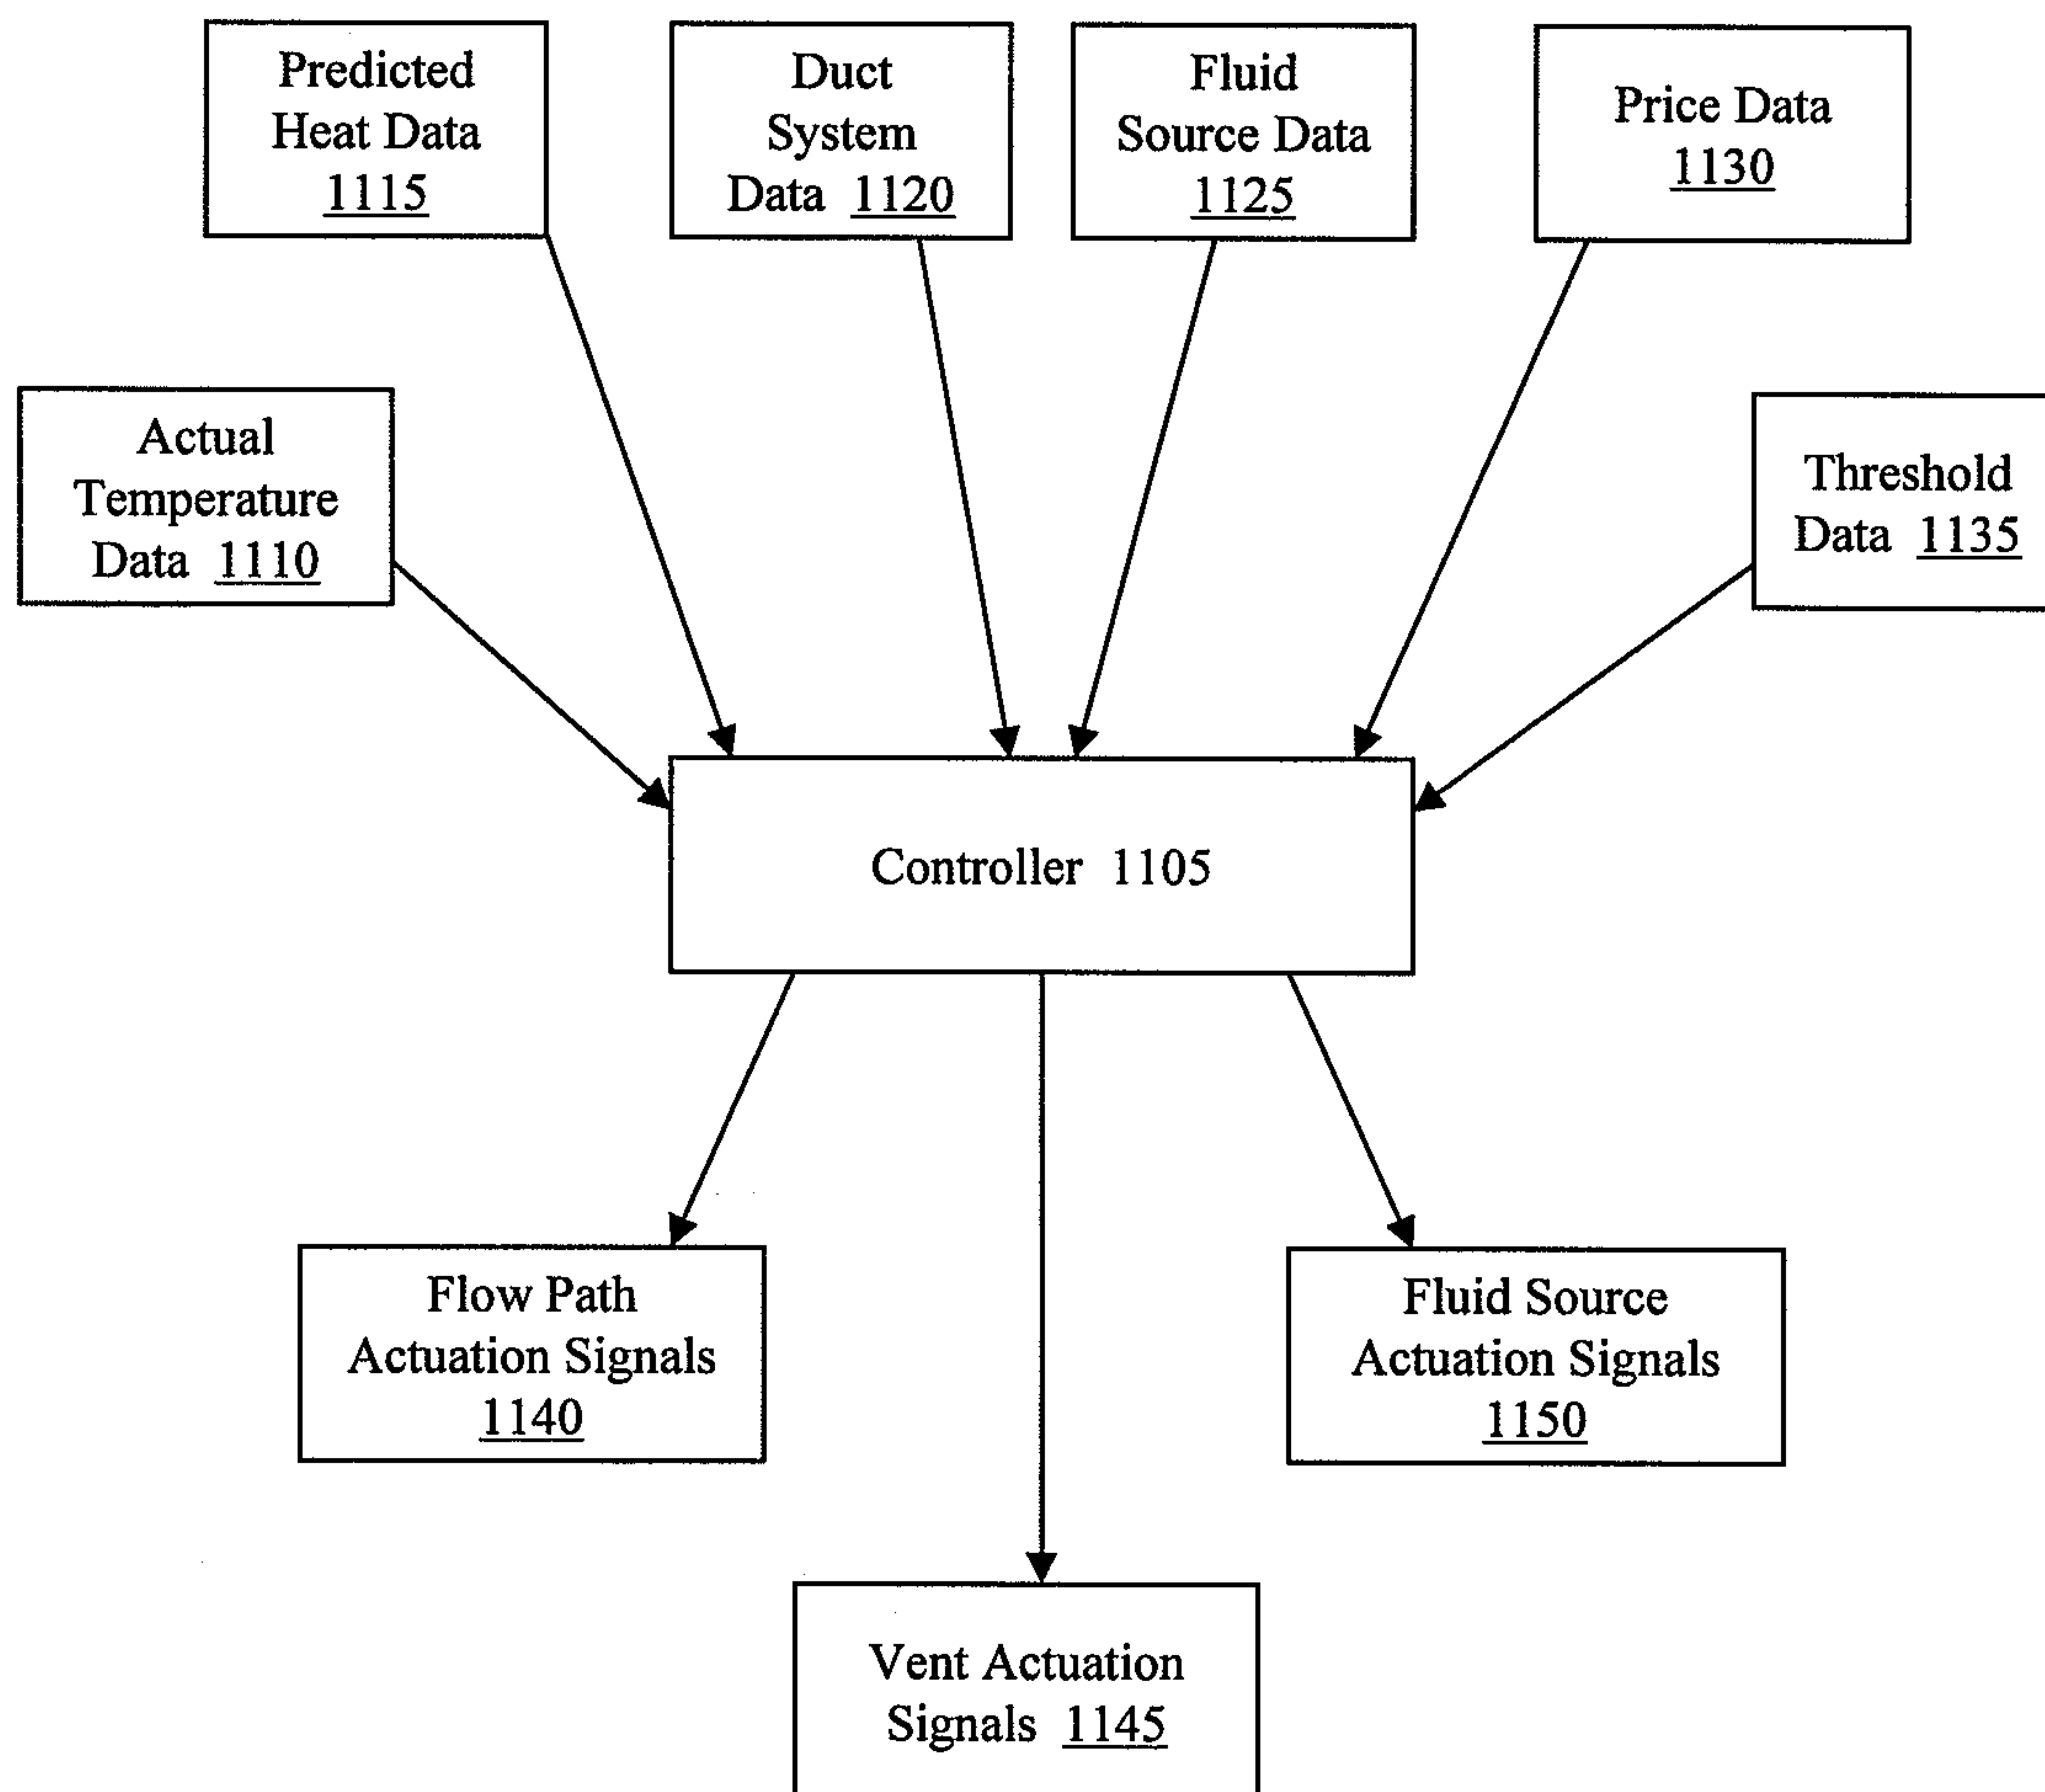 Predicted
Heat Data
1115
Duct
System
Data 1120
Fluid
Source Data
1125
Price Data
1130
Actual
Temperature
Data 1110
Threshold
Data 1135
Controller 1105
Flow Path
Actuation Signals
1140
Fluid Source
Actuation Signals
1150
Vent Actuation
Signals 1145